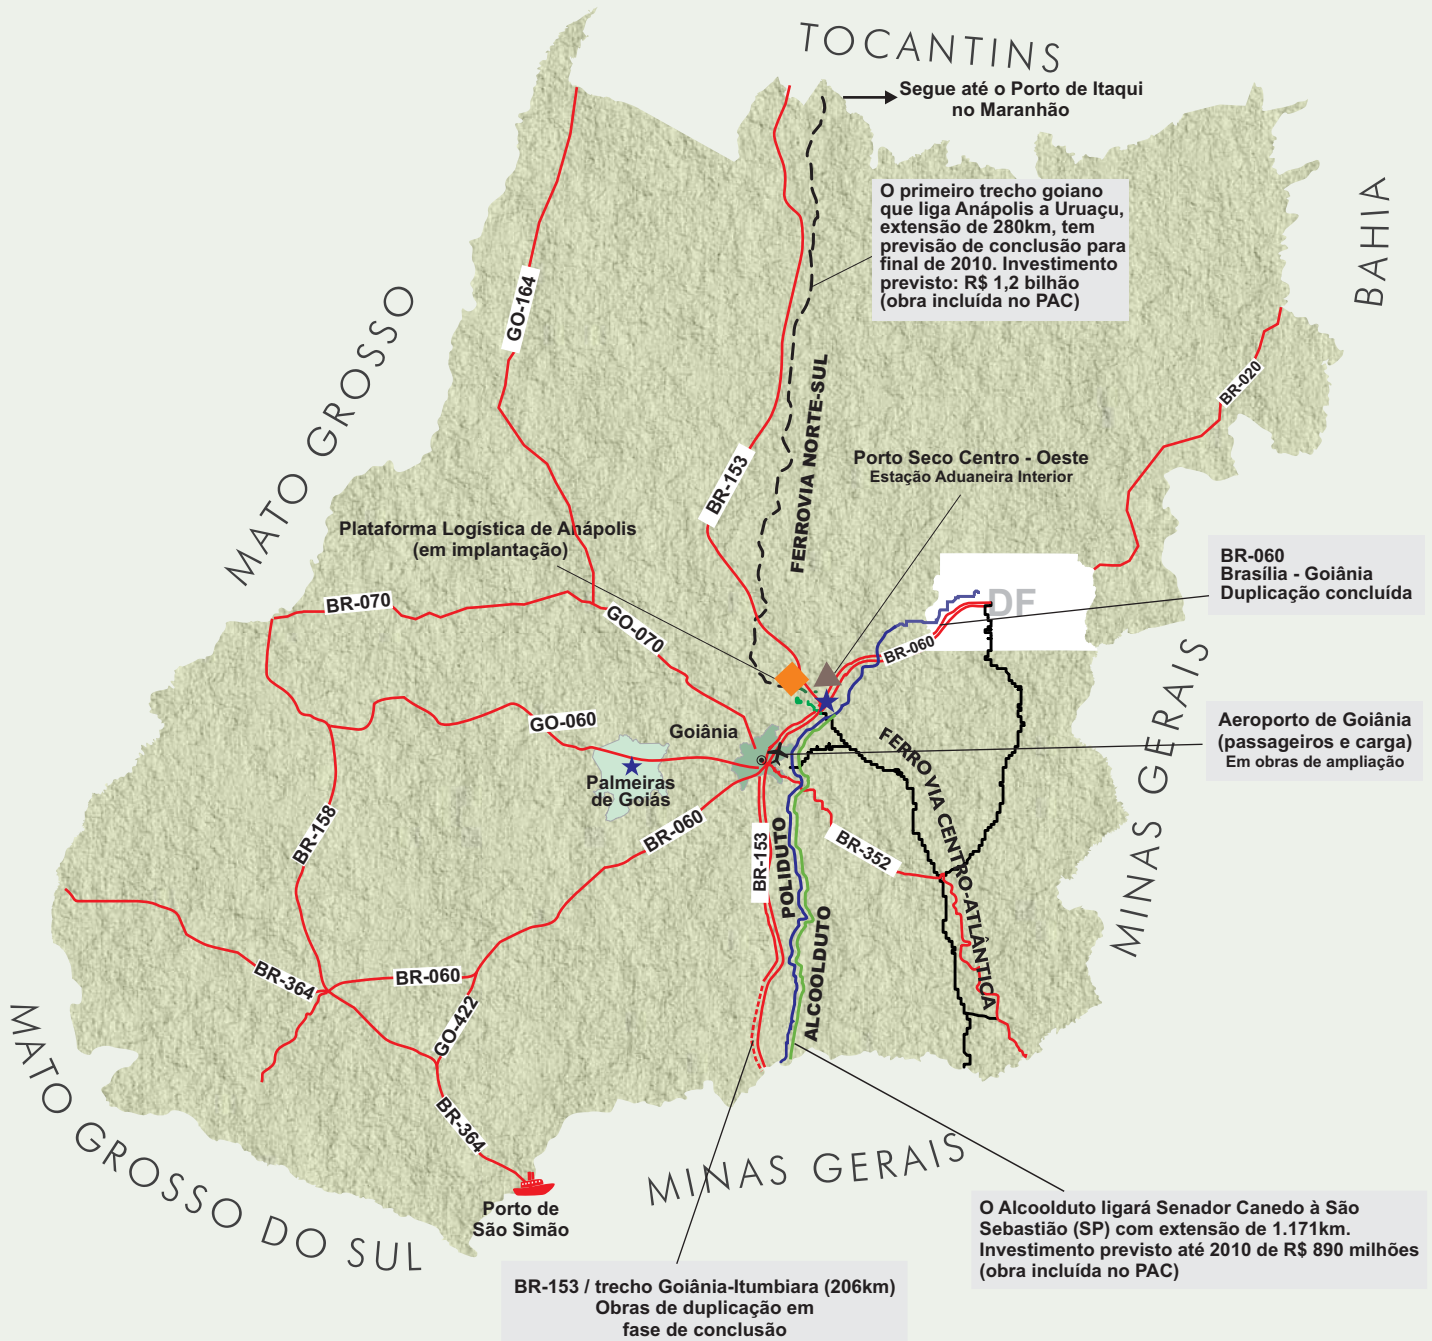 TOCANTINS
Segue até o Porto de Itaqui
no Maranhão
O primeiro trecho goiano
que liga Anápolis a Uruaçu,
extensão de 280km, tem
previsão de conclusão para
final de 2010. Investimento
previsto: R$ 1,2 bilhão
(obra incluída no PAC)
BAHIA
GO-164
MATO GROSSO
BR-020
FERROVIA NORTE-SUL
BR-153
Porto Seco Centro - Oeste
Estação Aduaneira Interior
Plataforma Logística de Anápolis
(em implantação)
BR-060
Brasília - Goiânia
Duplicação concluída
DF
BR-070
GO-070
BR-060
MINAS GERAIS
GO-060
Goiânia
Aeroporto de Goiânia
(passageiros e carga)
Em obras de ampliação
FERROVIA CENTRO-ATLÂNTICA
Palmeiras
de Goiás
BR-158
BR-060
BR-153
POLIDUTO
BR-352
ALCOOLDUTO
BR-364
BR-060
GO-422
BR-364
MATO GROSSO DO SUL
MINAS GERAIS
Porto de
São Simão
O Alcoolduto ligará Senador Canedo à São
Sebastião (SP) com extensão de 1.171km.
Investimento previsto até 2010 de R$ 890 milhões
(obra incluída no PAC)
BR-153 / trecho Goiânia-Itumbiara (206km)
Obras de duplicação em
fase de conclusão